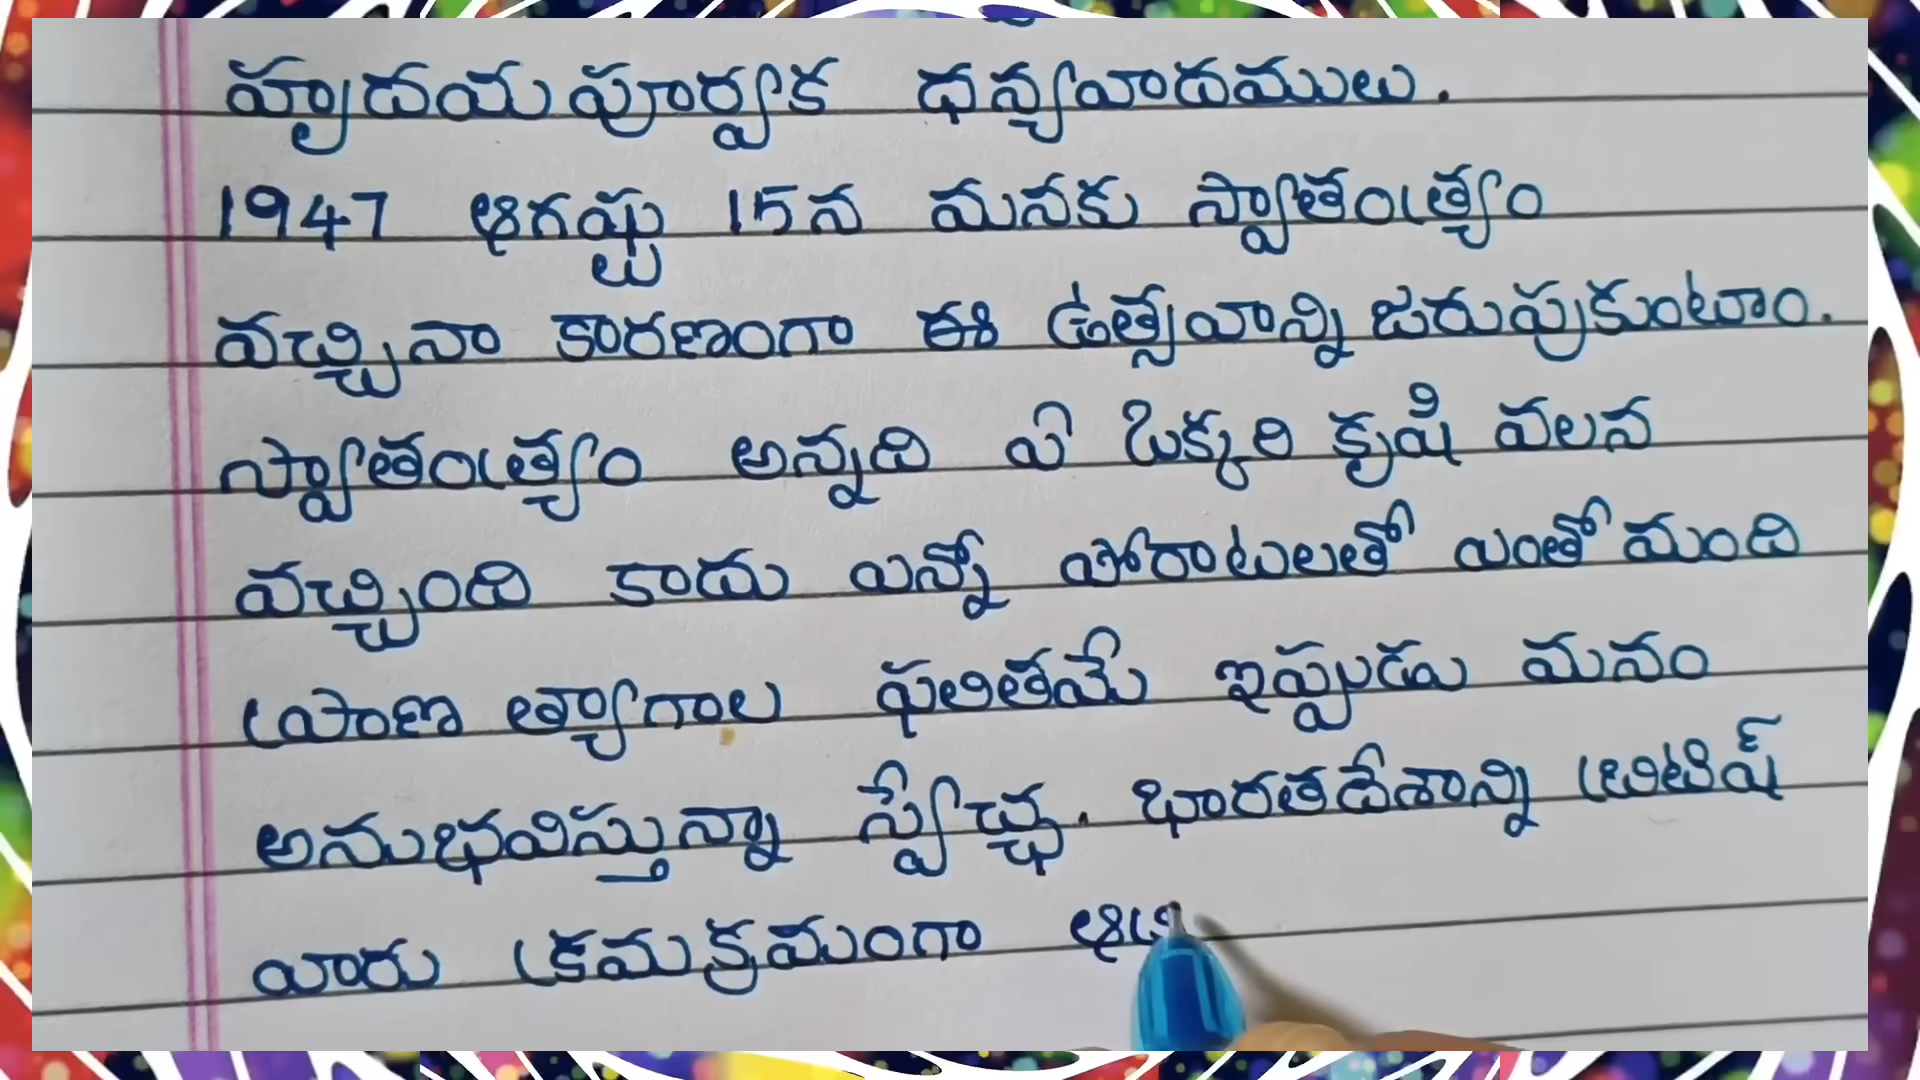 హృదయపూర్వక ధన్యవాదములు.
1947 ఆగష్టు 15న మనకు స్వాతంత్ర్యం
వచ్చినా కారణంగా ఈ ఉత్సవాన్ని జరుపుకుంటాం.
స్వాతంత్ర్యం అన్నది ఏ ఒక్కరి కృషి వలన
వచ్చింది కాదు ఎన్నో పోరాటలతో ఎంతో మంది
ప్రాణ త్యాగాల ఫలితమే ఇప్పుడు మనం
అనుభవిస్తున్నా స్వేచ్ఛ. భారతదేశాన్ని బ్రిటిష్
వారు క్రమక్రమంగా